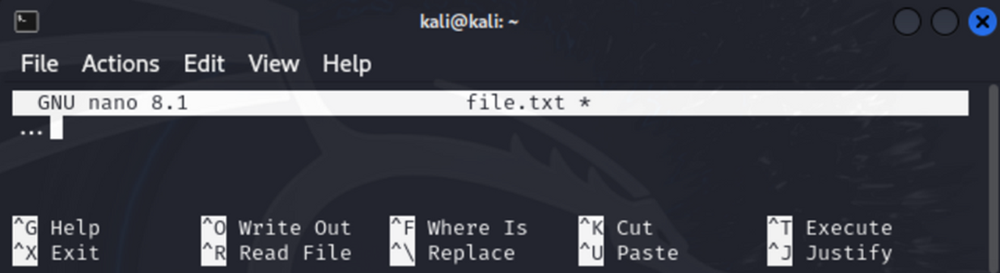 kali@kali: ~
File Actions Edit View Help
GNU nano 8.1 file.txt *
...
^G Help ^O Write Out ^F Where Is ^K Cut ^T Execute
^X Exit ^R Read File ^\ Replace ^U Paste ^J Justify